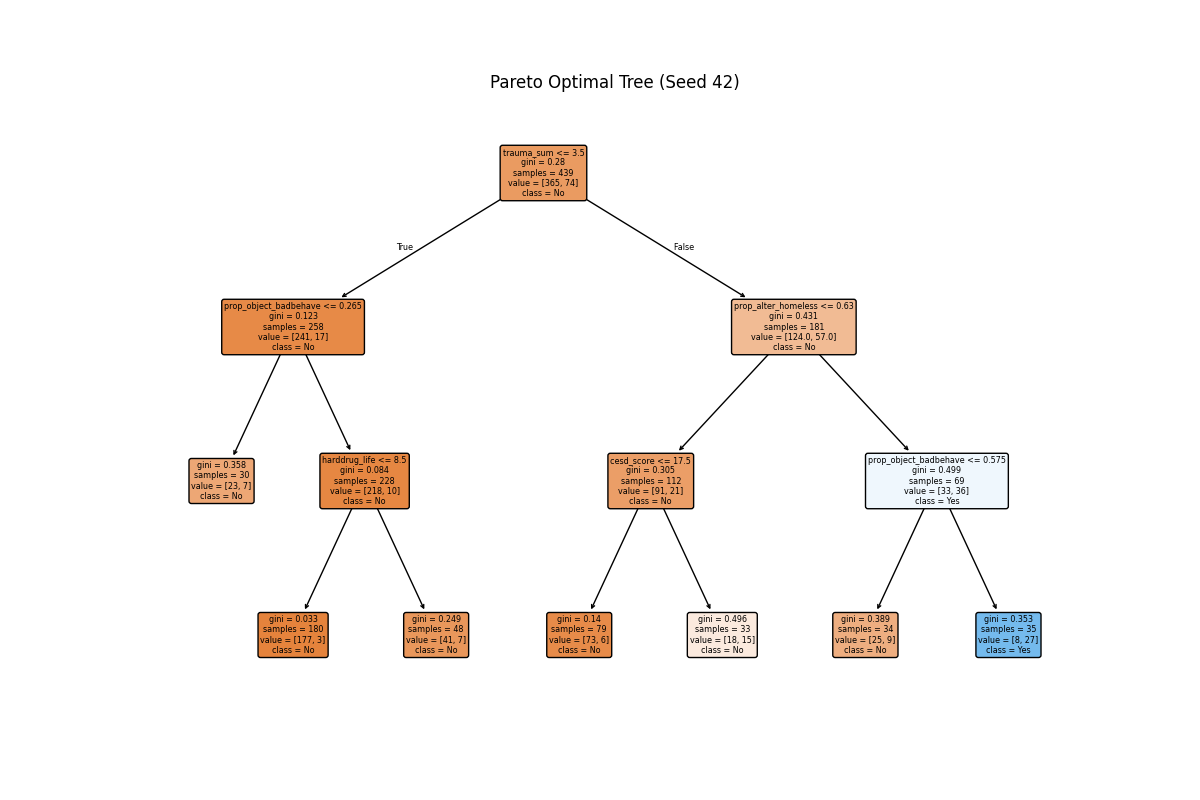 Pareto Optimal Tree (Seed 42)
trauma_sum <= 3.5
gini = 0.28
samples = 439
value = [365, 74]
class = No
True
False
prop_object_badbehave <= 0.265
gini = 0.123
samples = 258
value = [241, 17]
class = No
prop_alter_homeless <= 0.63
gini = 0.431
samples = 181
value = [124.0, 57.0]
class = No
gini = 0.358
samples = 30
value = [23, 7]
class = No
harddrug_life <= 8.5
gini = 0.084
samples = 228
value = [218, 10]
class = No
cesd_score <= 17.5
gini = 0.305
samples = 112
value = [91, 21]
class = No
prop_object_badbehave <= 0.575
gini = 0.499
samples = 69
value = [33, 36]
class = Yes
gini = 0.033
samples = 180
value = [177, 3]
class = No
gini = 0.249
samples = 48
value = [41, 7]
class = No
gini = 0.14
samples = 79
value = [73, 6]
class = No
gini = 0.496
samples = 33
value = [18, 15]
class = No
gini = 0.389
samples = 34
value = [25, 9]
class = No
gini = 0.353
samples = 35
value = [8, 27]
class = Yes